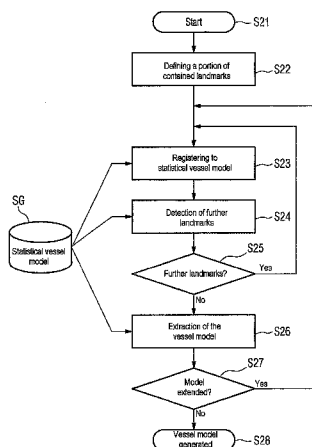 Start
S21
Defining a portion of
contained landmarks
S22
Registering to
statistical vessel model
S23
SG
Statistical vessel
model
Detection of further
landmarks
S24
S25
Further landmarks?
Yes
No
Extraction of the
vessel model
S26
S27
Model
extended?
Yes
No
Vessel model
generated
S28